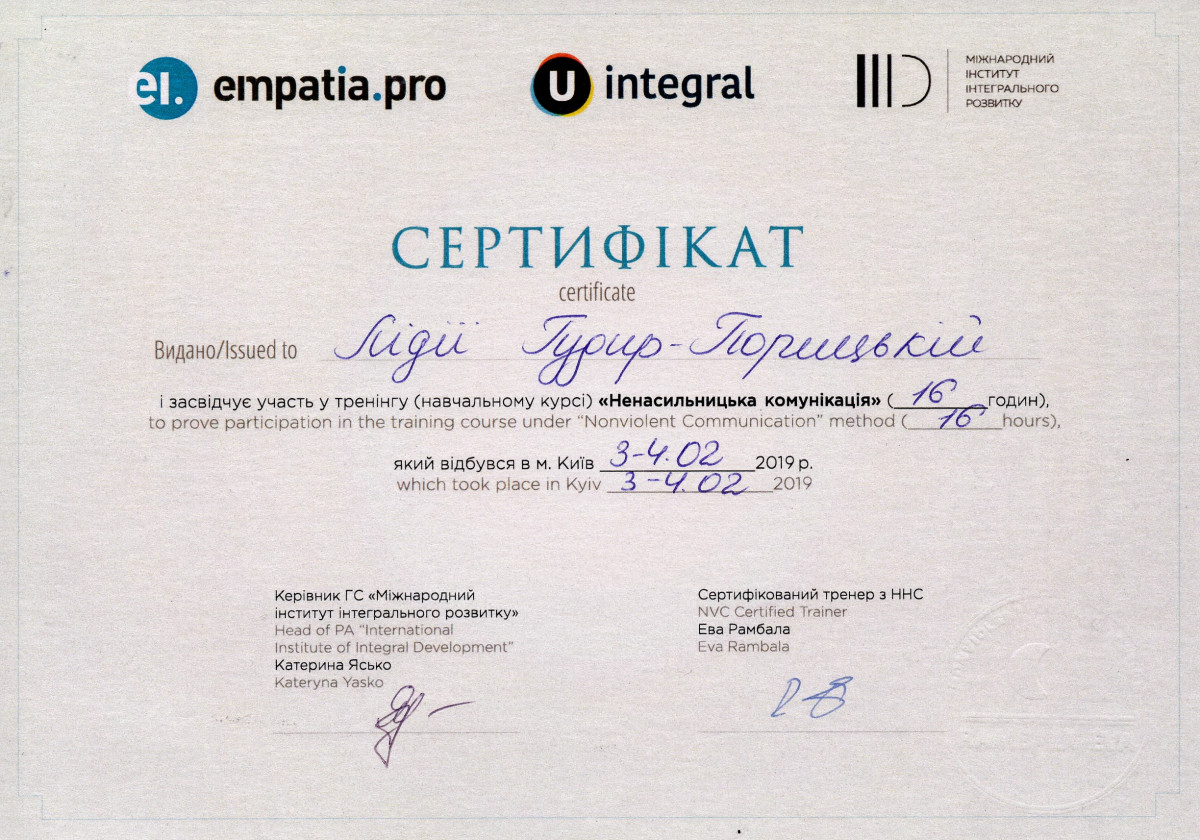 el. empatia.pro
U integral
МІЖНАРОДНИЙ
ІНСТИТУТ
ІНТЕГРАЛЬНОГО
РОЗВИТКУ
СЕРТИФІКАТ
certificate
Видано/Issued to Лідії Гудир-Порицькій
і засвідчує участь у тренінгу (навчальному курсі) «Ненасильницька комунікація» ( 16 годин),
to prove participation in the training course under “Nonviolent Communication” method ( 16 hours),
який відбувся в м. Київ 3-4.02 2019 р.
which took place in Kyiv 3-4.02 2019
Керівник ГС «Міжнародний
інститут інтегрального розвитку»
Head of PA “International
Institute of Integral Development”
Катерина Ясько
Kateryna Yasko
Сертифікований тренер з ННС
NVC Certified Trainer
Ева Рамбала
Eva Rambala